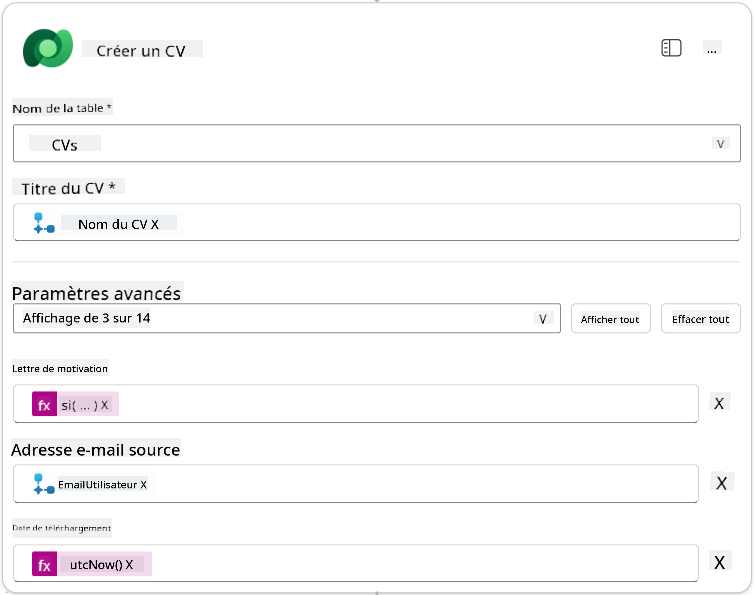 Créer un CV
...
Nom de la table *
CVs
V
Titre du CV *
Nom du CV X
Paramètres avancés
Affichage de 3 sur 14
V
Afficher tout
Effacer tout
Lettre de motivation
fx si( ... ) X
X
Adresse e-mail source
EmailUtilisateur X
X
Date de téléchargement
fx utcNow() X
X